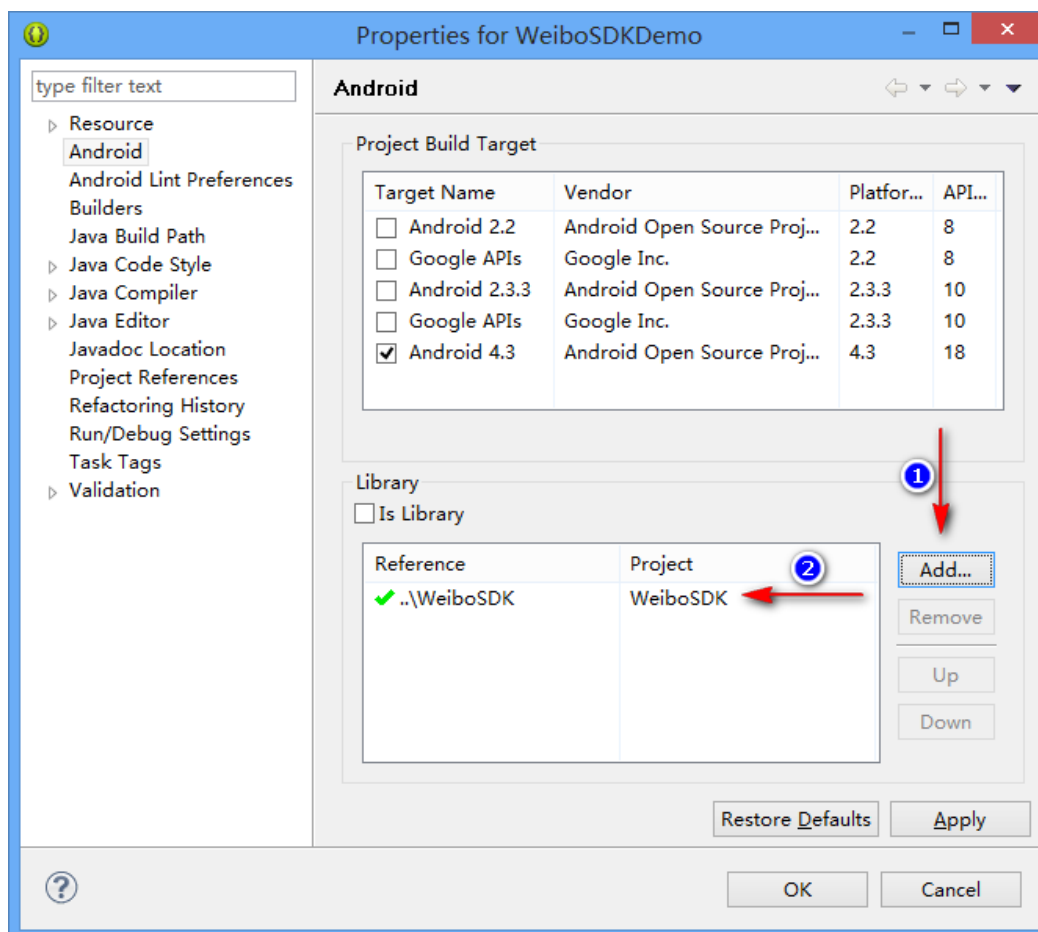 Properties for WeiboSDKDemo
type filter text
Resource
Android
Android Lint Preferences
Builders
Java Build Path
Java Code Style
Java Compiler
Java Editor
Javadoc Location
Project References
Refactoring History
Run/Debug Settings
Task Tags
Validation
Android
Project Build Target
Target Name Vendor Platfor... API...
Android 2.2 Android Open Source Proj... 2.2 8
Google APIs Google Inc. 2.2 8
Android 2.3.3 Android Open Source Proj... 2.3.3 10
Google APIs Google Inc. 2.3.3 10
Android 4.3 Android Open Source Proj... 4.3 18
1
Library
Is Library
Reference Project 2
..\WeiboSDK WeiboSDK
Add...
Remove
Up
Down
Restore Defaults Apply
? OK Cancel